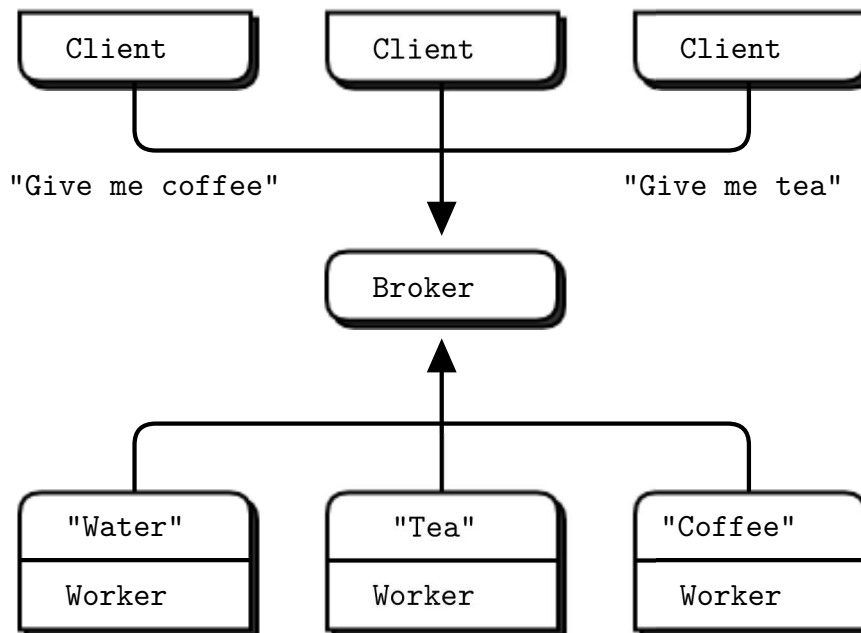 Client Client Client
"Give me coffee" "Give me tea"
Broker
"Water" "Tea" "Coffee"
Worker Worker Worker